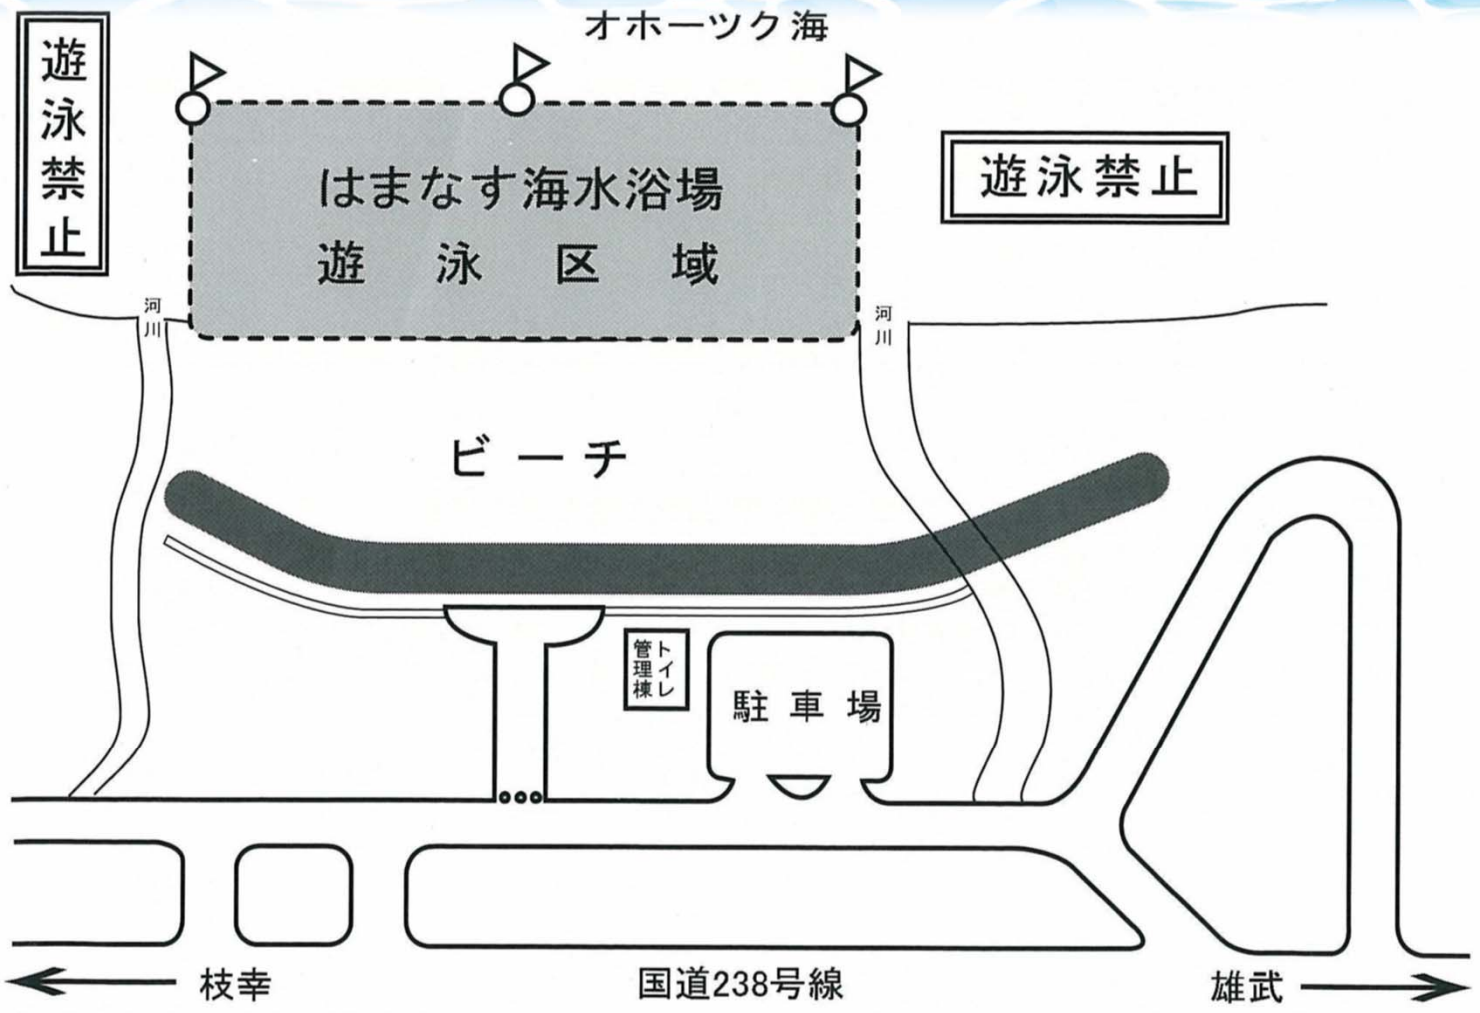 オホーツク海
遊泳禁止
はまなす海水浴場
遊泳区域
遊泳禁止
河川
河川
ビーチ
トイレ
管理棟
駐車場
枝幸
国道238号線
雄武